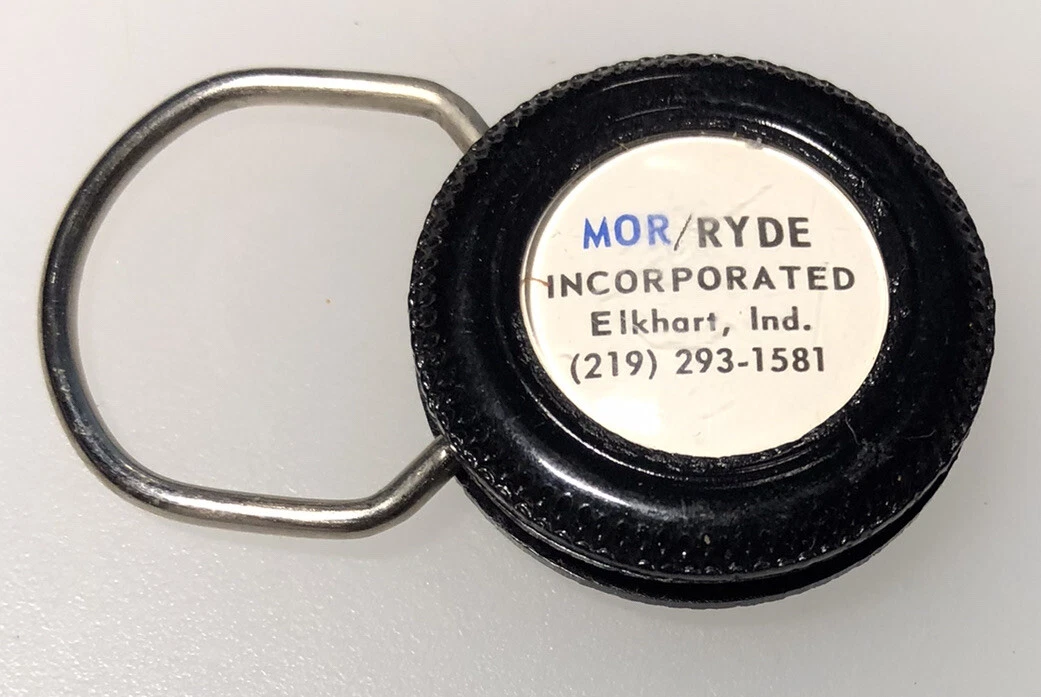 MOR/RYDE
INCORPORATED
Elkhart, Ind.
(219) 293-1581